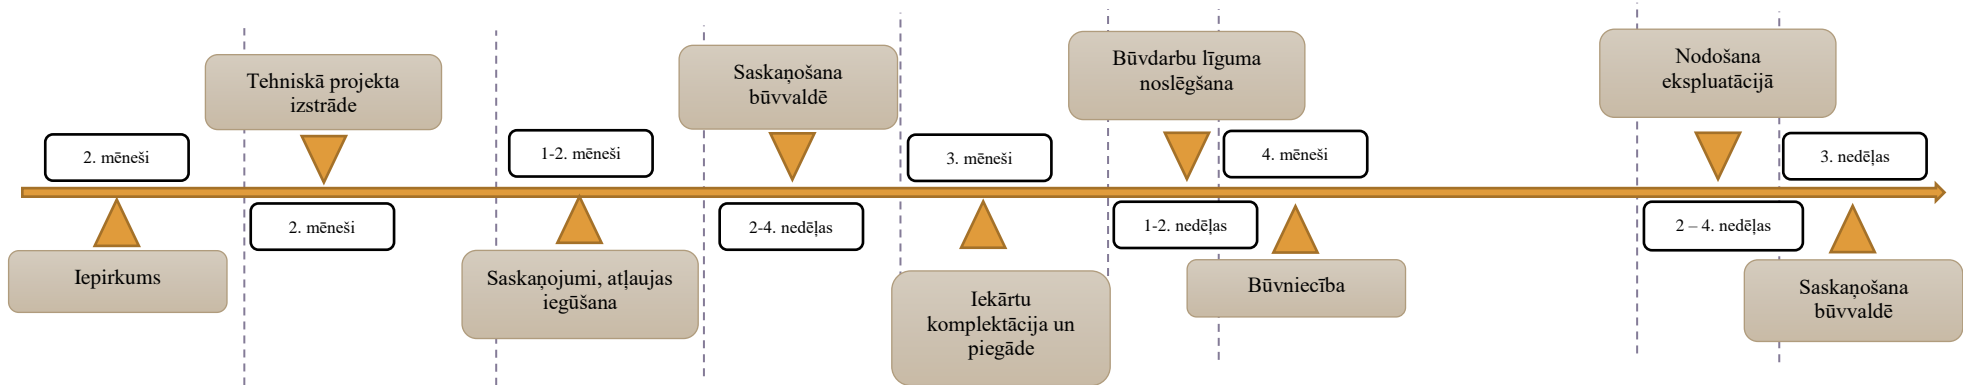 Tehniskā projekta
izstrāde
Saskaņošana
būvvaldē
Būvdarbu līguma
noslēgšana
Nodošana
ekspluatācijā
2. mēneši
1-2. mēneši
3. mēneši
4. mēneši
3. nedēļas
2. mēneši
2-4. nedēļas
1-2. nedēļas
2 – 4. nedēļas
Iepirkums
Saskaņojumi, atļaujas
iegūšana
Iekārtu
komplektācija un
piegāde
Būvniecība
Saskaņošana
būvvaldē